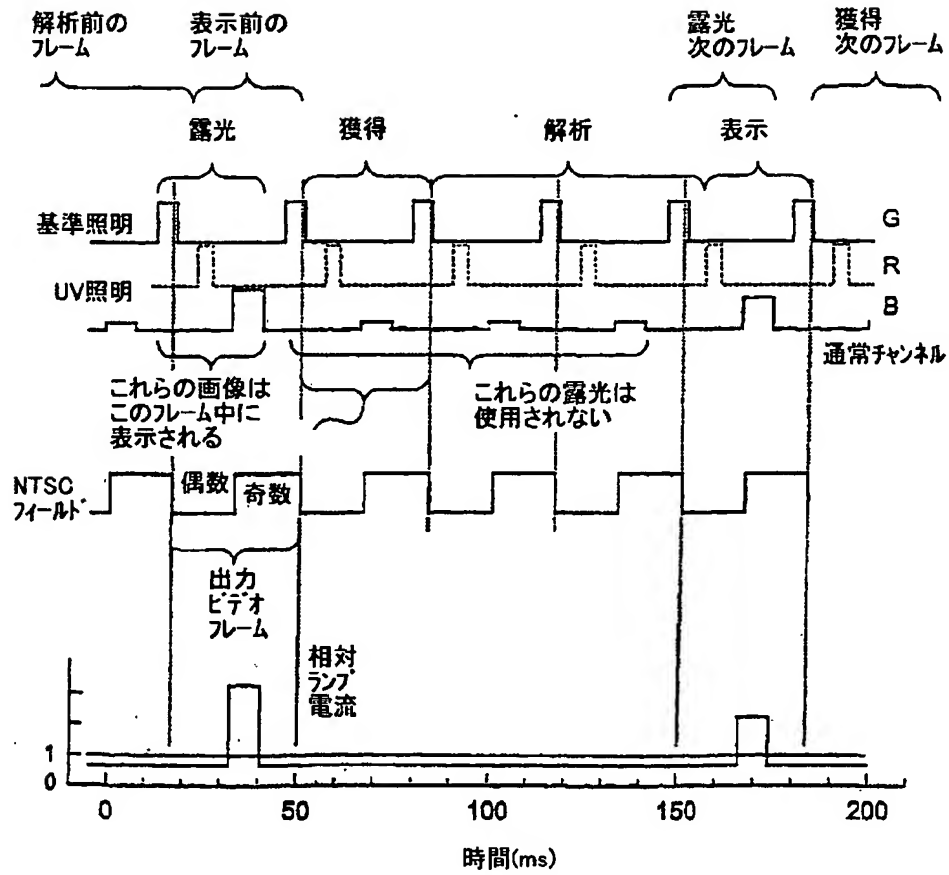 解析前の
フレーム
表示前の
フレーム
露光
次のフレーム
獲得
次のフレーム
露光
獲得
解析
表示
基準照明
G
R
UV照明
B
通常チャンネル
これらの画像は
このフレーム中に
表示される
これらの露光は
使用されない
NTSC
フィールド
偶数
奇数
出力
ビデオ
フレーム
相対
ランプ
電流
1
0
0
50
100
150
200
時間(ms)